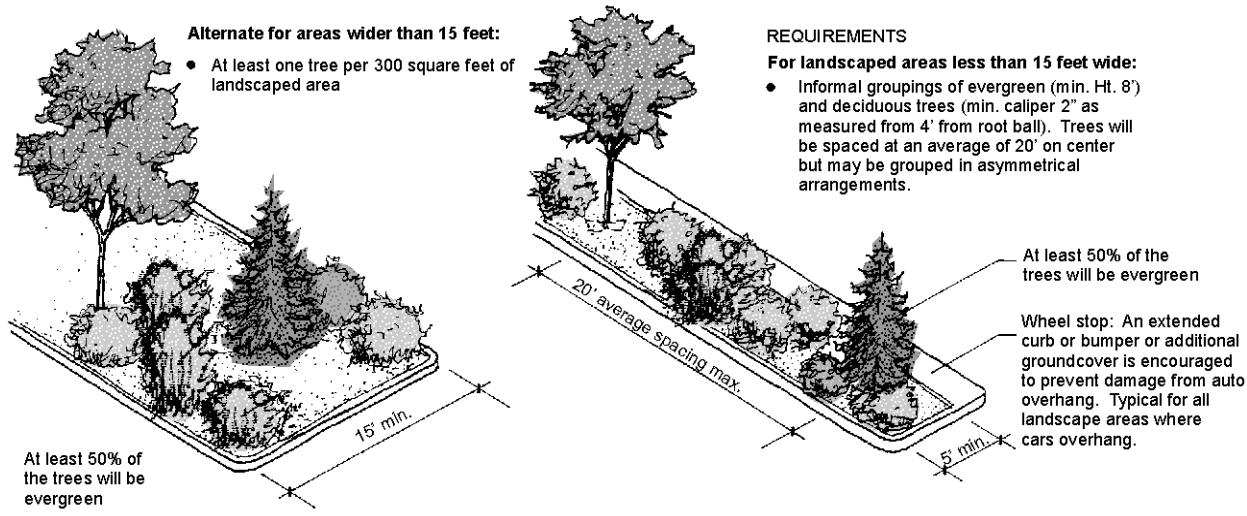 Alternate for areas wider than 15 feet:
• At least one tree per 300 square feet of
landscaped area
15' min.
At least 50% of
the trees will be
evergreen
REQUIREMENTS
For landscaped areas less than 15 feet wide:
• Informal groupings of evergreen (min. Ht. 8')
and deciduous trees (min. caliper 2" as
measured from 4' from root ball). Trees will
be spaced at an average of 20' on center
but may be grouped in asymmetrical
arrangements.
20' average spacing max.
At least 50% of the
trees will be evergreen
Wheel stop: An extended
curb or bumper or additional
groundcover is encouraged
to prevent damage from auto
overhang. Typical for all
landscape areas where
cars overhang.
5' min.